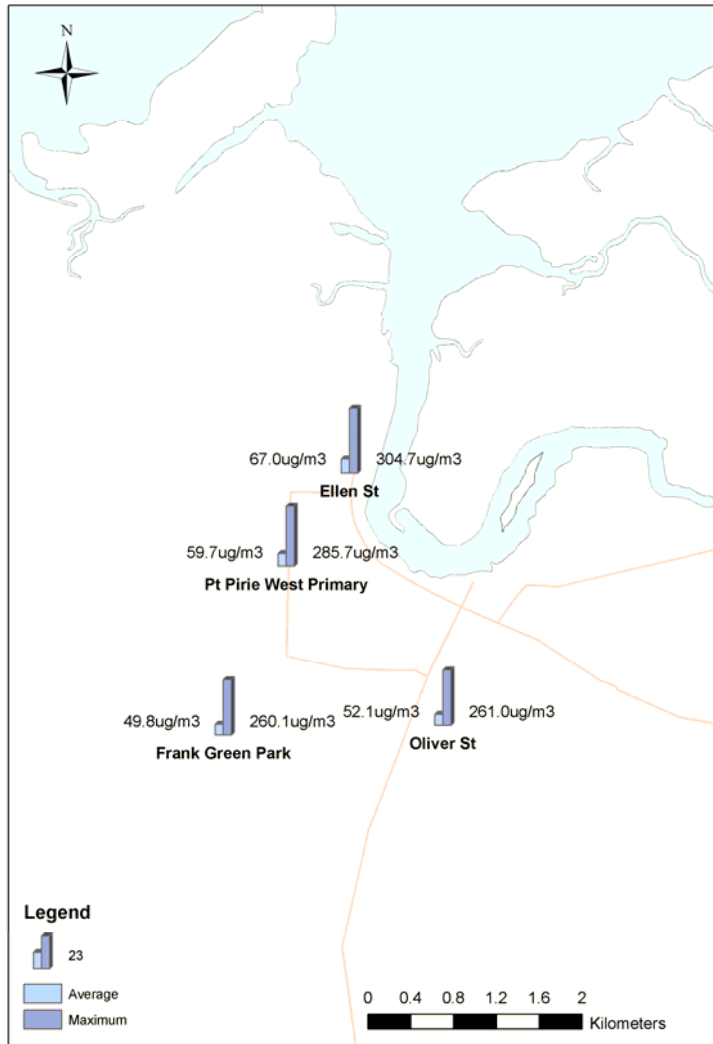 N
67.0ug/m3 304.7ug/m3
Ellen St
59.7ug/m3 285.7ug/m3
Pt Pirie West Primary
49.8ug/m3 260.1ug/m3
Frank Green Park
52.1ug/m3 261.0ug/m3
Oliver St
Legend
23
Average
Maximum
0 0.4 0.8 1.2 1.6 2
Kilometers